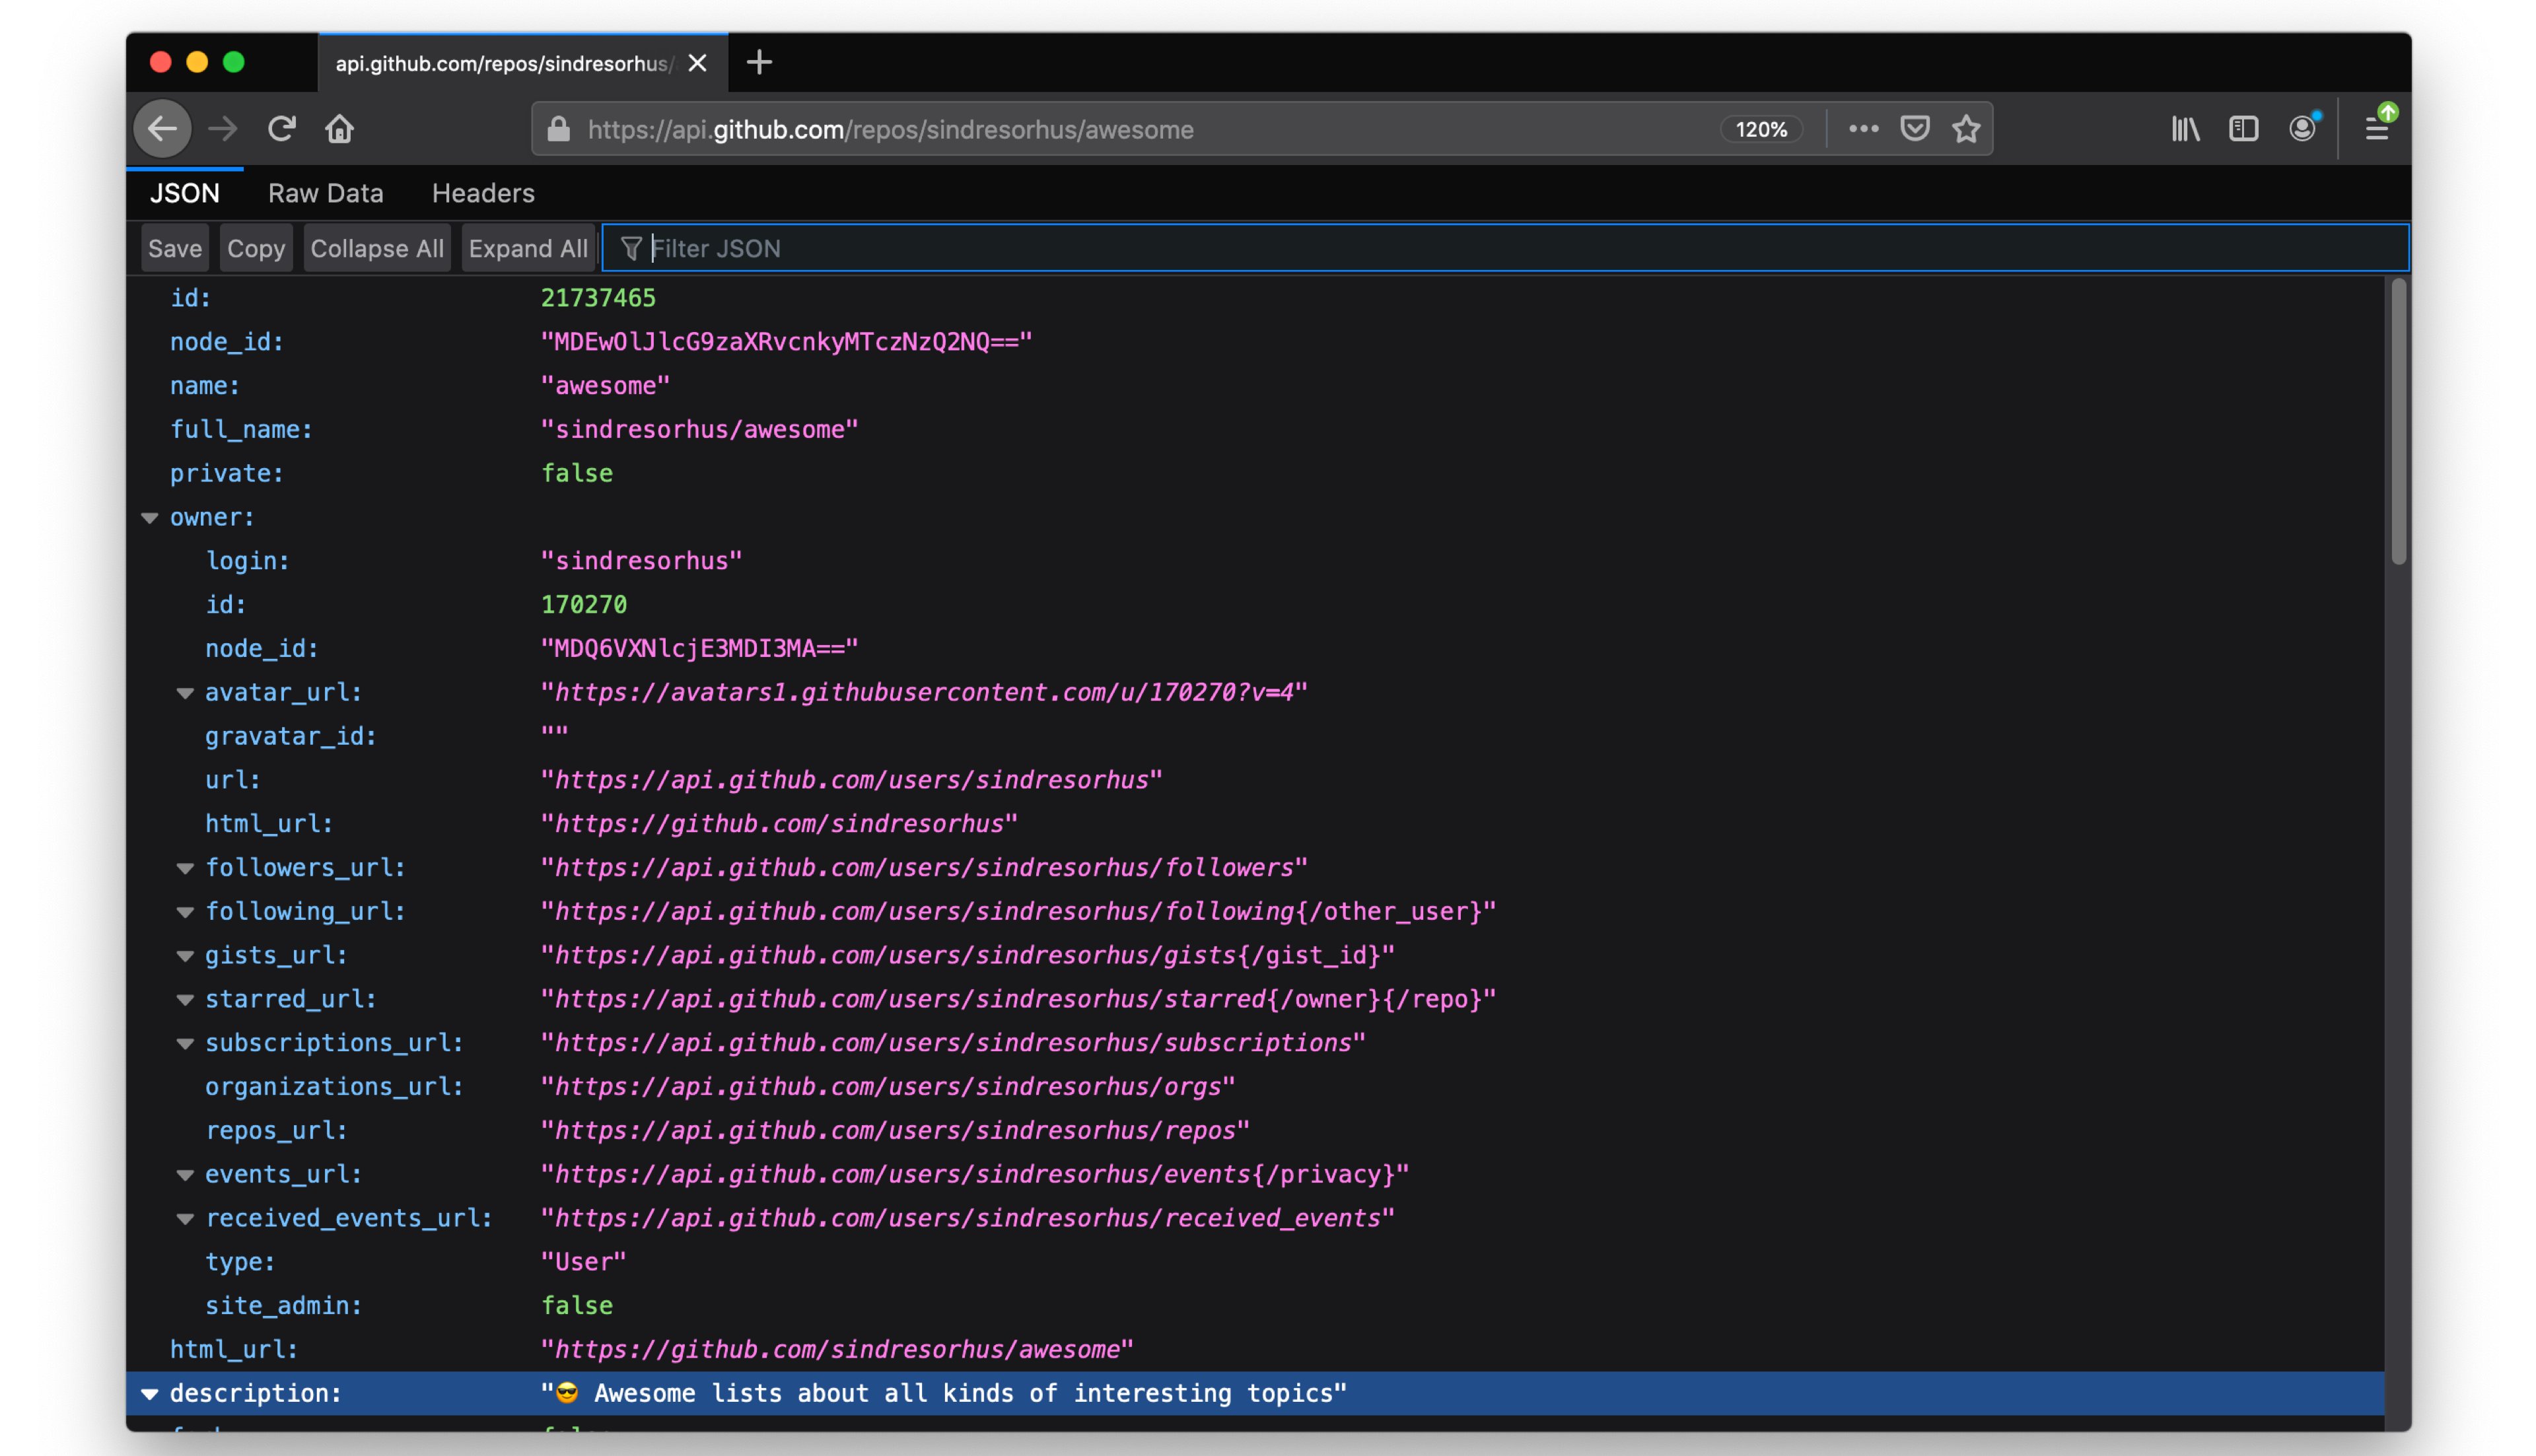 api.github.com/repos/sindresorhus/
https://api.github.com/repos/sindresorhus/awesome 120%
JSON Raw Data Headers
Save Copy Collapse All Expand All Filter JSON
id: 21737465
node_id: "MDEwOlJlcG9zaXRvcnkyMTczNzQ2NQ=="
name: "awesome"
full_name: "sindresorhus/awesome"
private: false
owner:
login: "sindresorhus"
id: 170270
node_id: "MDQ6VXNlcjE3MDI3MA=="
avatar_url: "https://avatars1.githubusercontent.com/u/170270?v=4"
gravatar_id: ""
url: "https://api.github.com/users/sindresorhus"
html_url: "https://github.com/sindresorhus"
followers_url: "https://api.github.com/users/sindresorhus/followers"
following_url: "https://api.github.com/users/sindresorhus/following{/other_user}"
gists_url: "https://api.github.com/users/sindresorhus/gists{/gist_id}"
starred_url: "https://api.github.com/users/sindresorhus/starred{/owner}{/repo}"
subscriptions_url: "https://api.github.com/users/sindresorhus/subscriptions"
organizations_url: "https://api.github.com/users/sindresorhus/orgs"
repos_url: "https://api.github.com/users/sindresorhus/repos"
events_url: "https://api.github.com/users/sindresorhus/events{/privacy}"
received_events_url: "https://api.github.com/users/sindresorhus/received_events"
type: "User"
site_admin: false
html_url: "https://github.com/sindresorhus/awesome"
description: "😎 Awesome lists about all kinds of interesting topics"